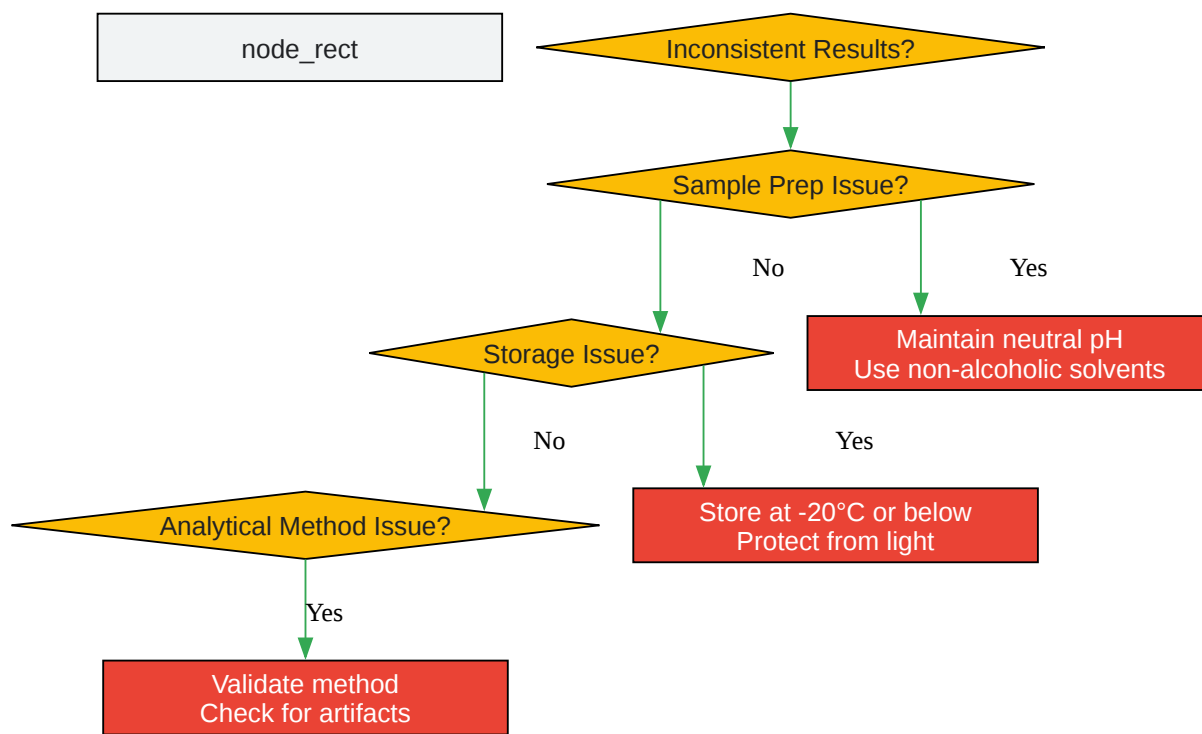 node_rect
Inconsistent Results?
Sample Prep Issue?
No
Yes
Maintain neutral pH
Use non-alcoholic solvents
Storage Issue?
No
Yes
Store at -20°C or below
Protect from light
Analytical Method Issue?
Yes
Validate method
Check for artifacts